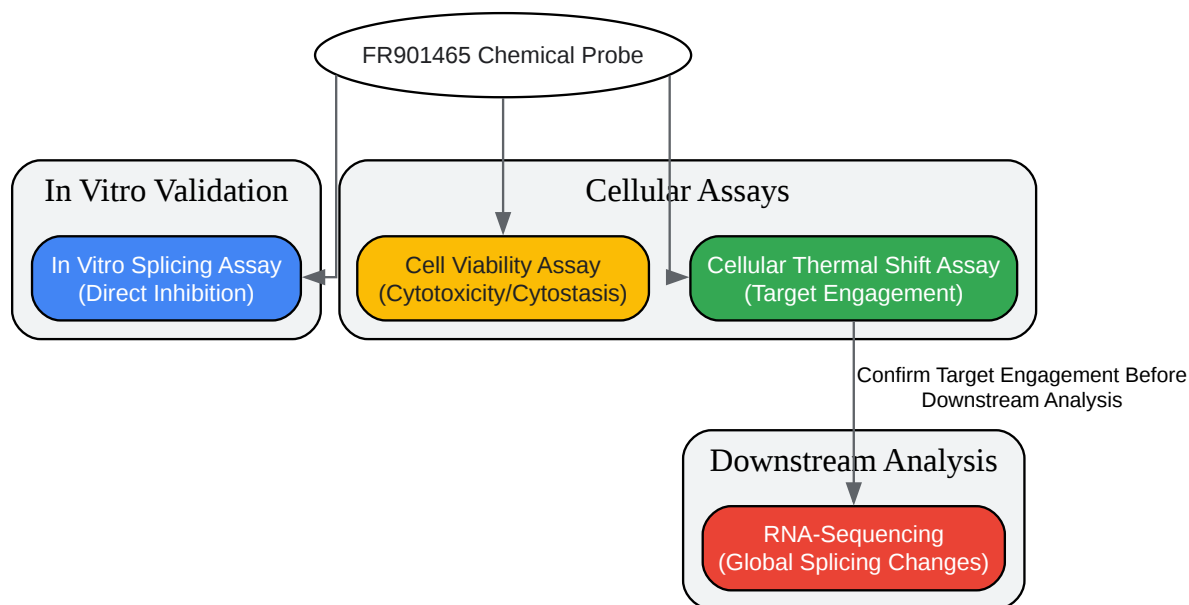 FR901465 Chemical Probe
In Vitro Validation
In Vitro Splicing Assay
(Direct Inhibition)
Cellular Assays
Cell Viability Assay
(Cytotoxicity/Cytostasis)
Cellular Thermal Shift Assay
(Target Engagement)
Confirm Target Engagement Before
Downstream Analysis
Downstream Analysis
RNA-Sequencing
(Global Splicing Changes)